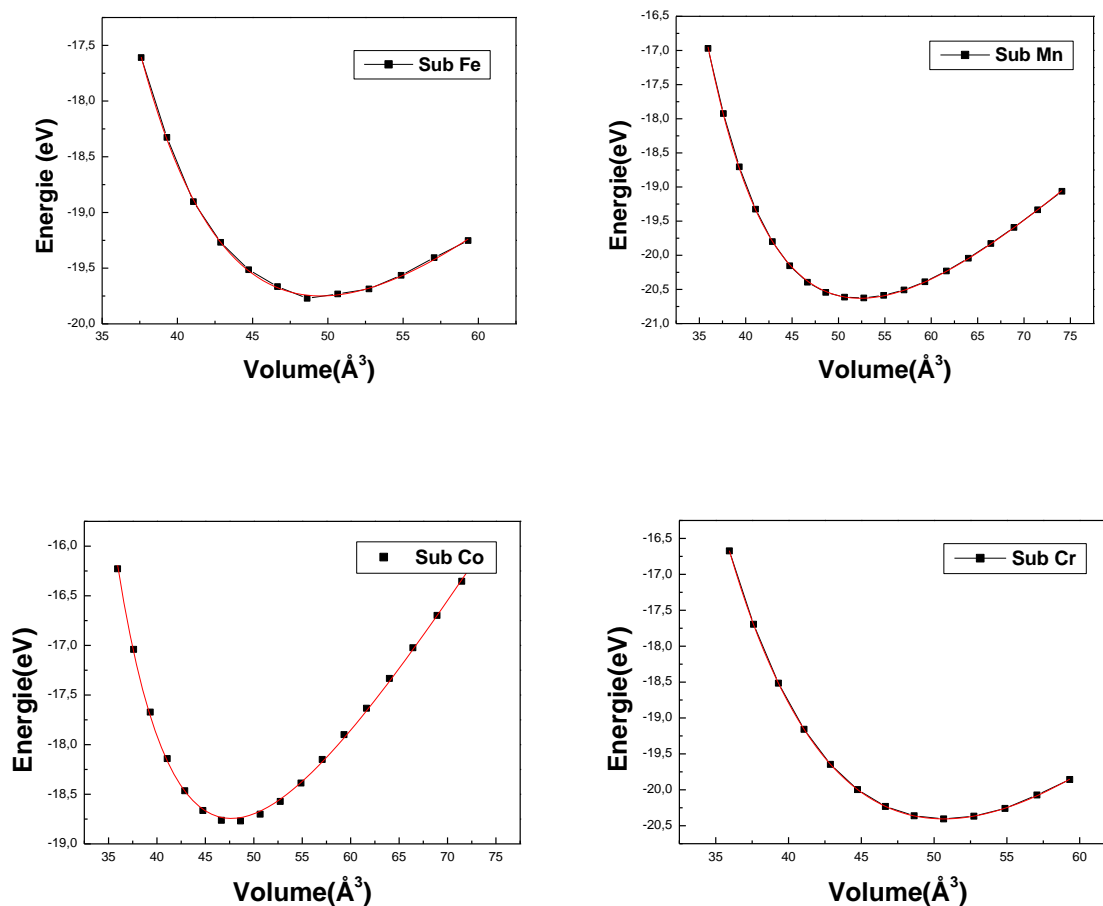 -17,5
-18,0
-18,5
-19,0
-19,5
-20,0
35 40 45 50 55 60
Energie (eV)
Volume(Å³)
Sub Fe
-16,5
-17,0
-17,5
-18,0
-18,5
-19,0
-19,5
-20,0
-20,5
-21,0
35 40 45 50 55 60 65 70 75
Energie(eV)
Volume(Å³)
Sub Mn
-16,0
-16,5
-17,0
-17,5
-18,0
-18,5
-19,0
35 40 45 50 55 60 65 70 75
Energie(eV)
Volume(Å³)
Sub Co
-16,5
-17,0
-17,5
-18,0
-18,5
-19,0
-19,5
-20,0
-20,5
35 40 45 50 55 60
Energie(eV)
Volume(Å³)
Sub Cr